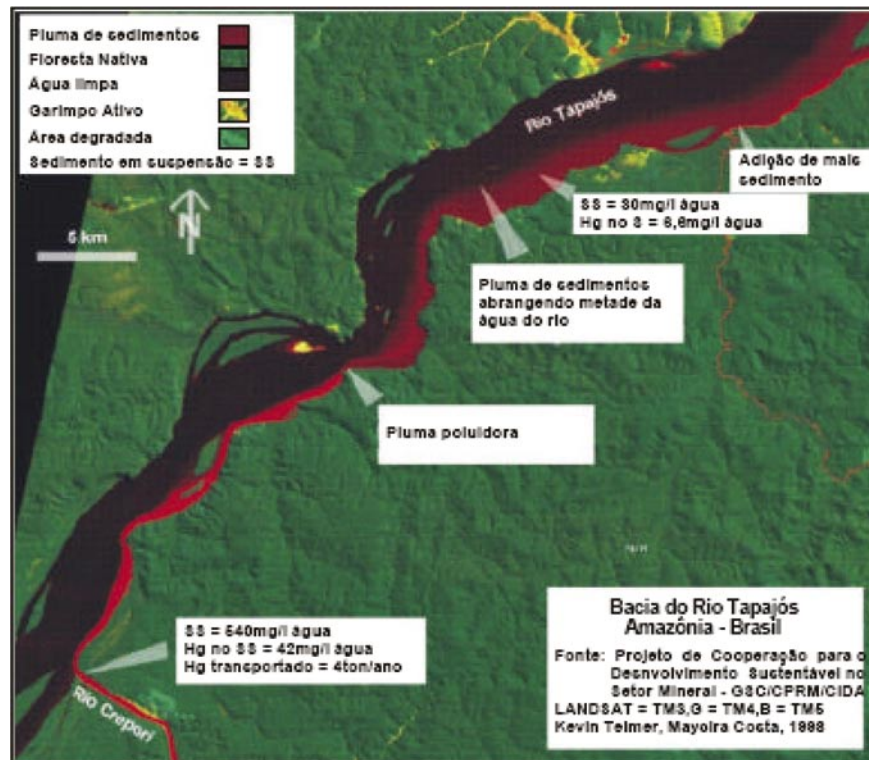 Pluma de sedimentos
Floresta Nativa
Água limpa
Garimpo Ativo
Área degradada
Sedimento em suspensão = SS
N
5 km
Rio Tapajós
Adição de mais
sedimento
SS = 80mg/l água
Hg no S = 6,6mg/l água
Pluma de sedimentos
abrangendo metade da
água do rio
Pluma poluidora
SS = 540mg/l água
Hg no SS = 42mg/l água
Hg transportado = 4ton/ano
Rio Crepori
Bacia do Rio Tapajós
Amazônia - Brasil
Fonte: Projeto de Cooperação para o
Desnvolvimento Sustentável no
Setor Mineral - GSC/CPRM/CIDA
LANDSAT = TM3,G = TM4,B = TM5
Kevin Telmer, Mayoira Costa, 1998